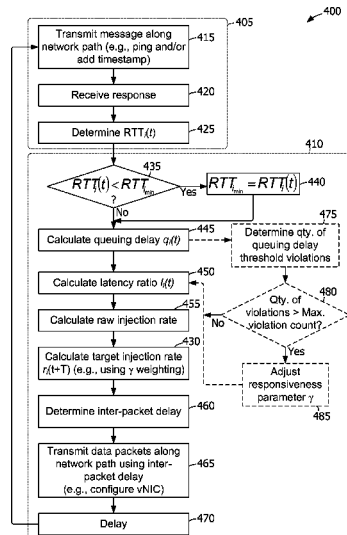 400
405
Transmit message along
network path (e.g., ping and/or
add timestamp)
415
Receive response
420
Determine RTTᵢ(t)
425
410
RTTᵢ(t) < RTTᵢmin
?
435
Yes
RTTᵢmin = RTTᵢ(t)
440
No
Calculate queuing delay qᵢ(t)
445
Determine qty. of
queuing delay
threshold violations
475
Calculate latency ratio lᵢ(t)
450
Qty. of
violations > Max.
violation count?
480
No
Yes
Calculate raw injection rate
455
Adjust
responsiveness
parameter γ
485
Calculate target injection rate
rᵢ(t+T) (e.g., using γ weighting)
430
Determine inter-packet delay
460
Transmit data packets along
network path using inter-
packet delay
(e.g., configure vNIC)
465
Delay
470